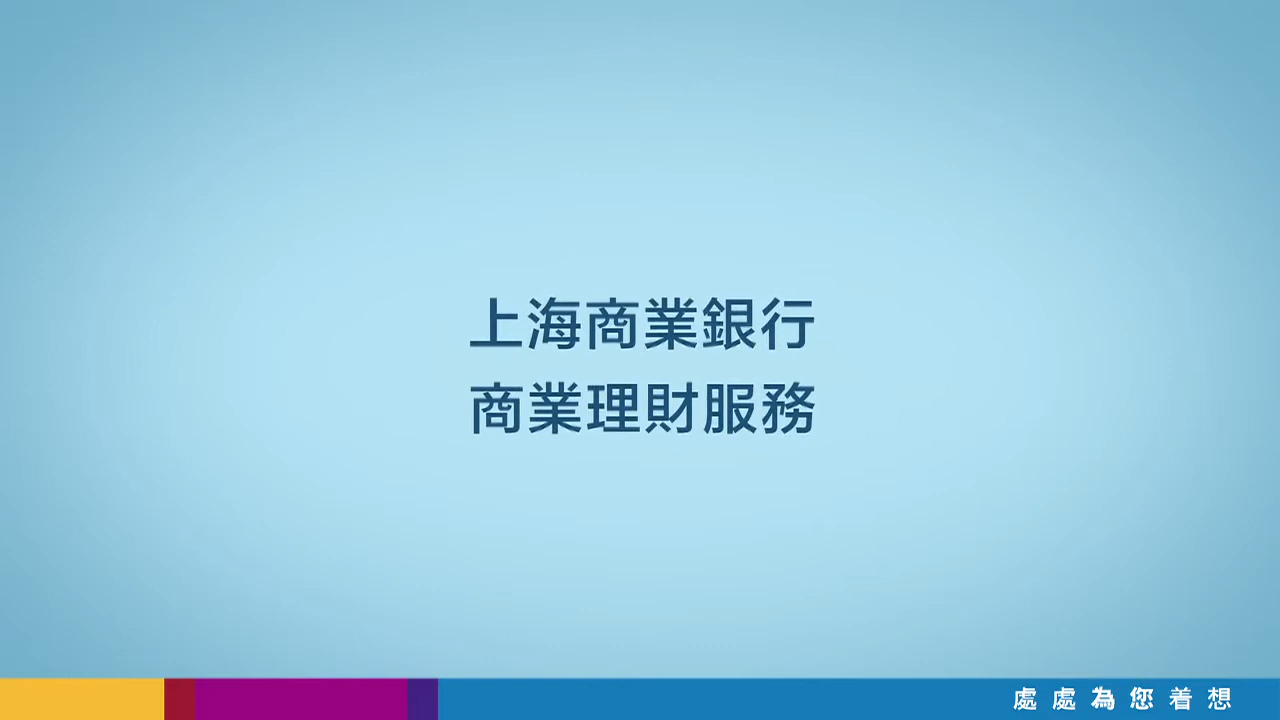 上海商業銀行
商業理財服務
處處為您着想